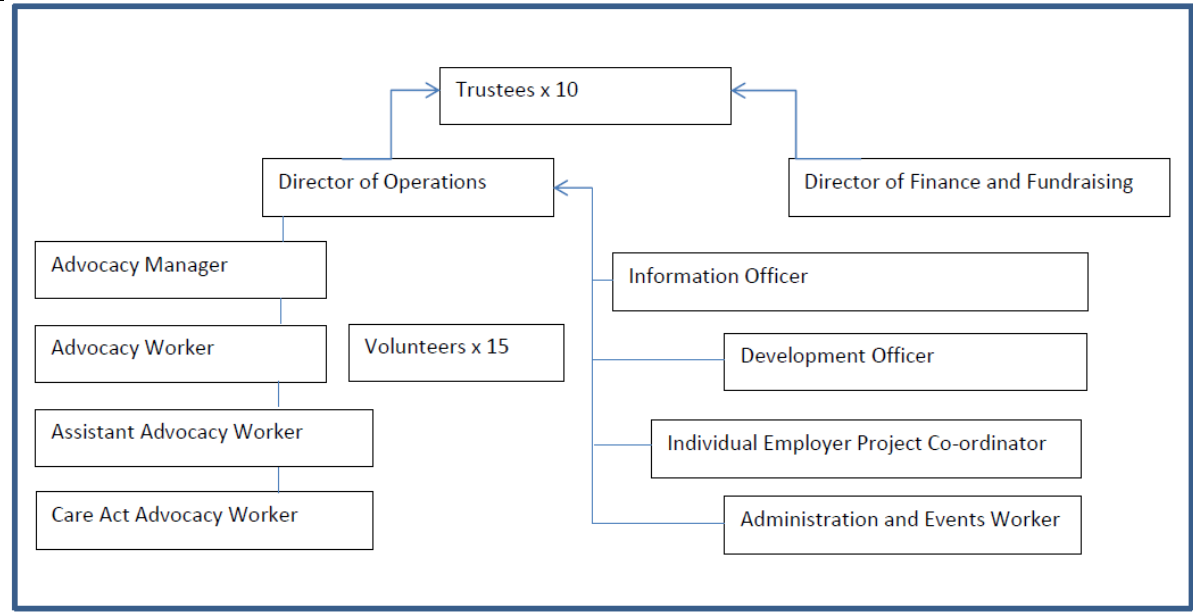 Trustees x 10
Director of Operations
Director of Finance and Fundraising
Advocacy Manager
Information Officer
Advocacy Worker
Volunteers x 15
Development Officer
Assistant Advocacy Worker
Individual Employer Project Co-ordinator
Care Act Advocacy Worker
Administration and Events Worker